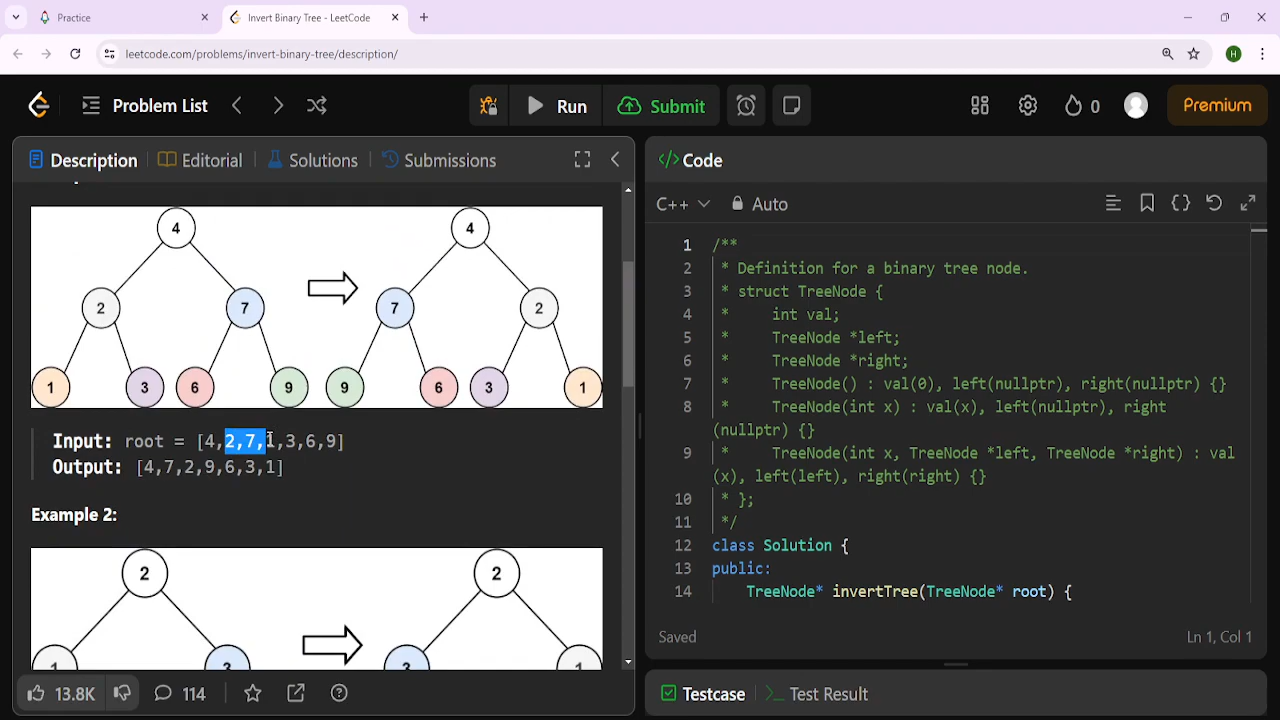 Practice
Invert Binary Tree - LeetCode
leetcode.com/problems/invert-binary-tree/description/
H
Problem List
Run
Submit
0
Premium
Description
Editorial
Solutions
Submissions
4
4
2
7
7
2
1
3
6
9
9
6
3
1
Input: root = [4,2,7,1,3,6,9]
Output: [4,7,2,9,6,3,1]
Example 2:
2
2
1
3
3
1
13.8K
114
</> Code
C++
Auto
1 /**
2 * Definition for a binary tree node.
3 * struct TreeNode {
4 *     int val;
5 *     TreeNode *left;
6 *     TreeNode *right;
7 *     TreeNode() : val(0), left(nullptr), right(nullptr) {}
8 *     TreeNode(int x) : val(x), left(nullptr), right
(nullptr) {}
9 *     TreeNode(int x, TreeNode *left, TreeNode *right) : val
(x), left(left), right(right) {}
10 * };
11 */
12 class Solution {
13 public:
14     TreeNode* invertTree(TreeNode* root) {
Saved
Ln 1, Col 1
Testcase
Test Result